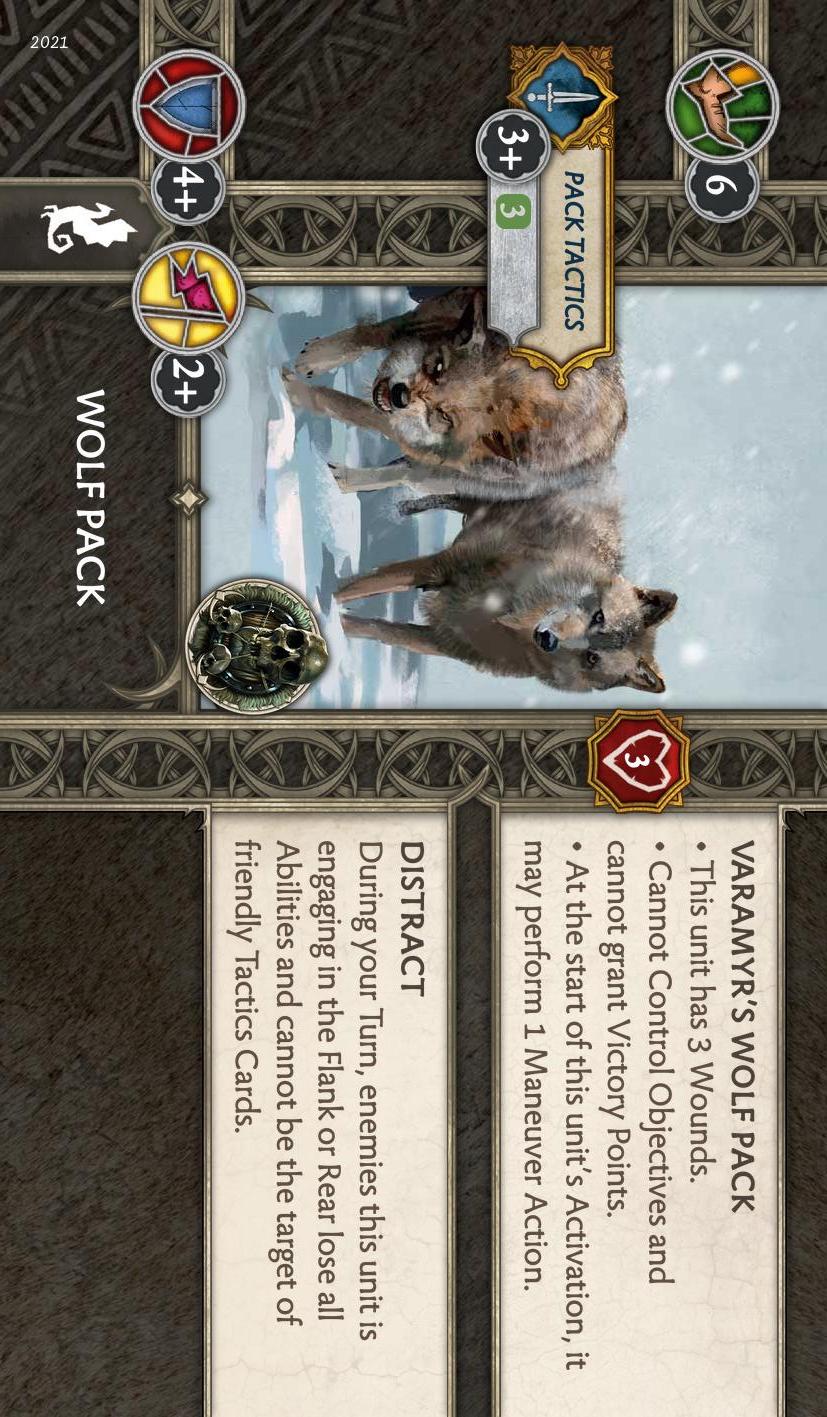 6
PACK TACTICS
3+
3
4+
2+
WOLF PACK
2021
3
VARAMYR'S WOLF PACK
• This unit has 3 Wounds.
• Cannot Control Objectives and
cannot grant Victory Points.
• At the start of this unit's Activation, it
may perform 1 Maneuver Action.
DISTRACT
During your Turn, enemies this unit is
engaging in the Flank or Rear lose all
Abilities and cannot be the target of
friendly Tactics Cards.